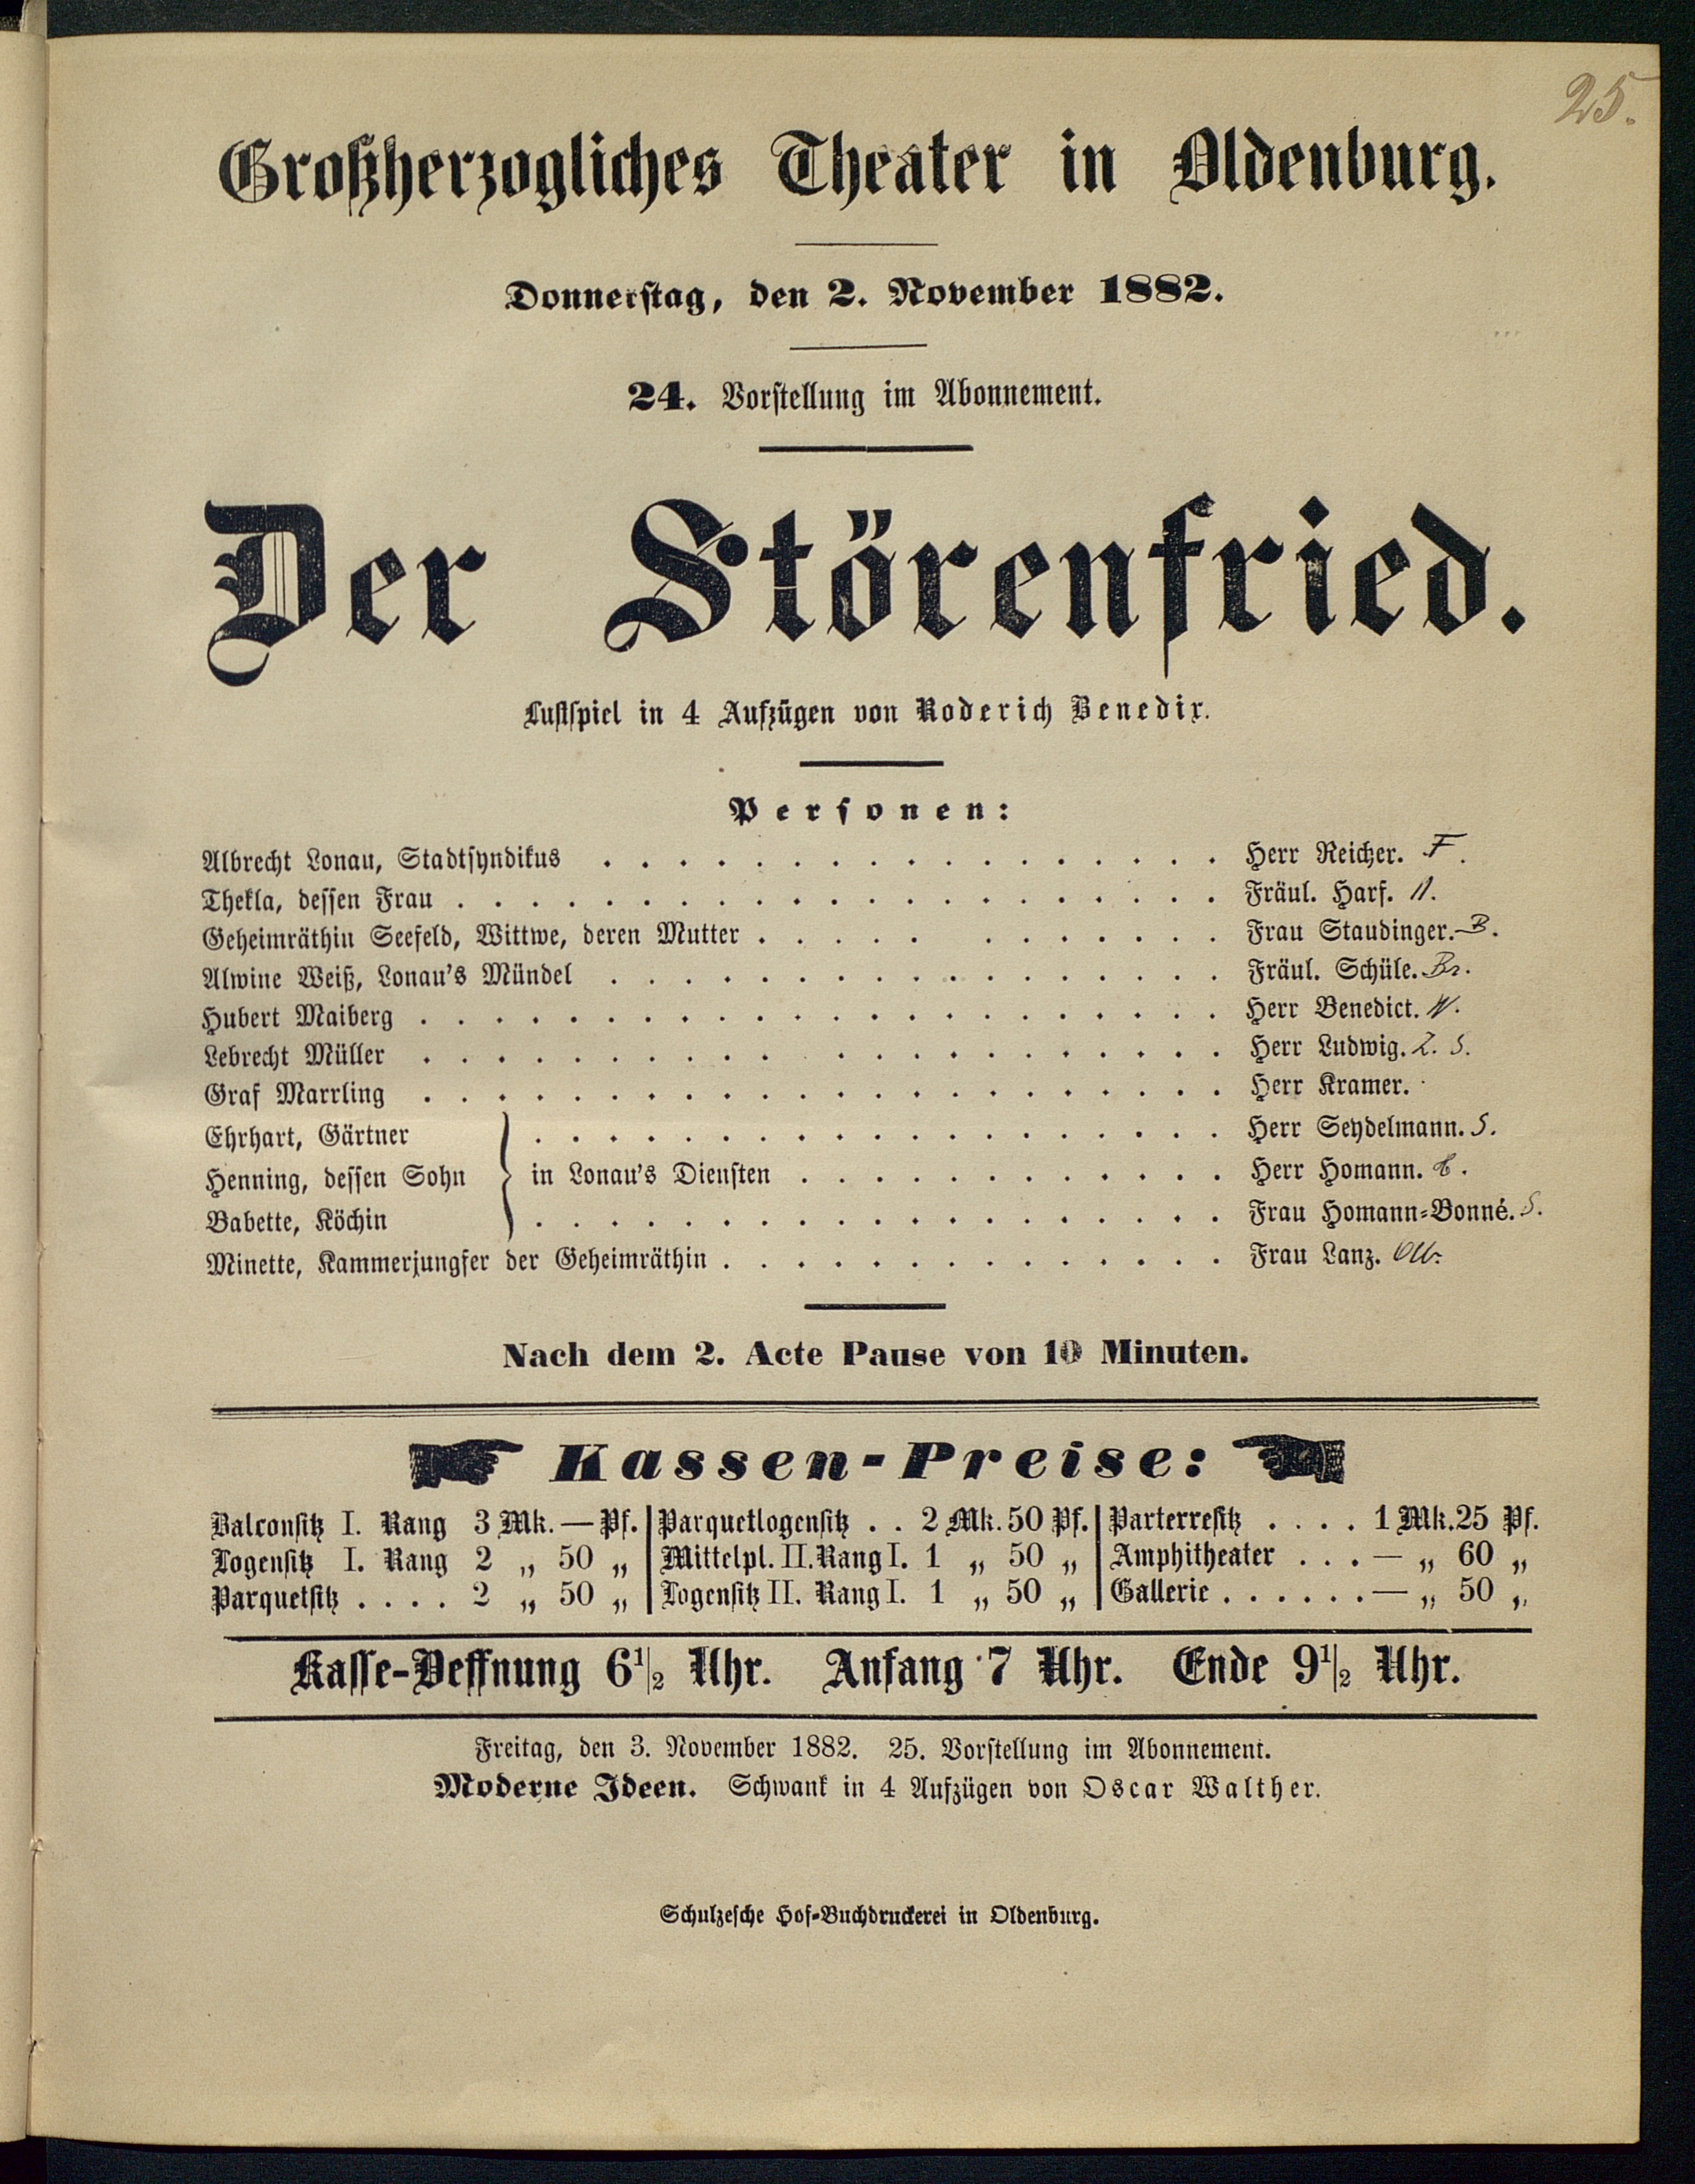 25.
Großherzogliches Theater in Oldenburg.
Donnerstag, den 2. November 1882.
24. Vorstellung im Abonnement.
Der Störenfried.
Lustspiel in 4 Aufzügen von Roderich Benedix.
Personen:
Albrecht Lonau, Stadtsyndikus . . . . . . . . . . . . . . . . . Herr Reicher. F.
Thekla, dessen Frau . . . . . . . . . . . . . . . . . . . . . Fräul. Harf.
Geheimräthin Seefeld, Wittwe, deren Mutter . . . . . . . . . . . . Frau Staudinger. B.
Alwine Weiß, Lonau's Mündel . . . . . . . . . . . . . . . . . Fräul. Schüle. Br.
Hubert Maiberg . . . . . . . . . . . . . . . . . . . . . . Herr Benedict.
Lebrecht Müller . . . . . . . . . . . . . . . . . . . . . Herr Ludwig. L. S.
Graf Marrling . . . . . . . . . . . . . . . . . . . . . . Herr Kramer.
Ehrhart, Gärtner . . . . . . . . . . . . . . . . . . . Herr Seydelmann. S.
Henning, dessen Sohn } in Lonau's Diensten . . . . . . . . . . . . Herr Homann.
Babette, Köchin . . . . . . . . . . . . . . . . . . . Frau Homann-Bonné. S.
Minette, Kammerjungfer der Geheimräthin . . . . . . . . . . . . . . Frau Lanz.
Nach dem 2. Acte Pause von 10 Minuten.
Kassen-Preise:
Balconsitz I. Rang 3 Mk. — Pf. | Parquetlogensitz . . 2 Mk. 50 Pf. | Parterresitz . . . . 1 Mk. 25 Pf.
Logensitz I. Rang 2 „ 50 „ | Mittelpl. II. Rang I. 1 „ 50 „ | Amphitheater . . . — „ 60 „
Parquetsitz . . . . 2 „ 50 „ | Logensitz II. Rang I. 1 „ 50 „ | Gallerie . . . . . . — „ 50 „
Kasse-Oeffnung 6½ Uhr. Anfang 7 Uhr. Ende 9½ Uhr.
Freitag, den 3. November 1882. 25. Vorstellung im Abonnement.
Moderne Ideen. Schwank in 4 Aufzügen von Oscar Walther.
Schulzesche Hof-Buchdruckerei in Oldenburg.